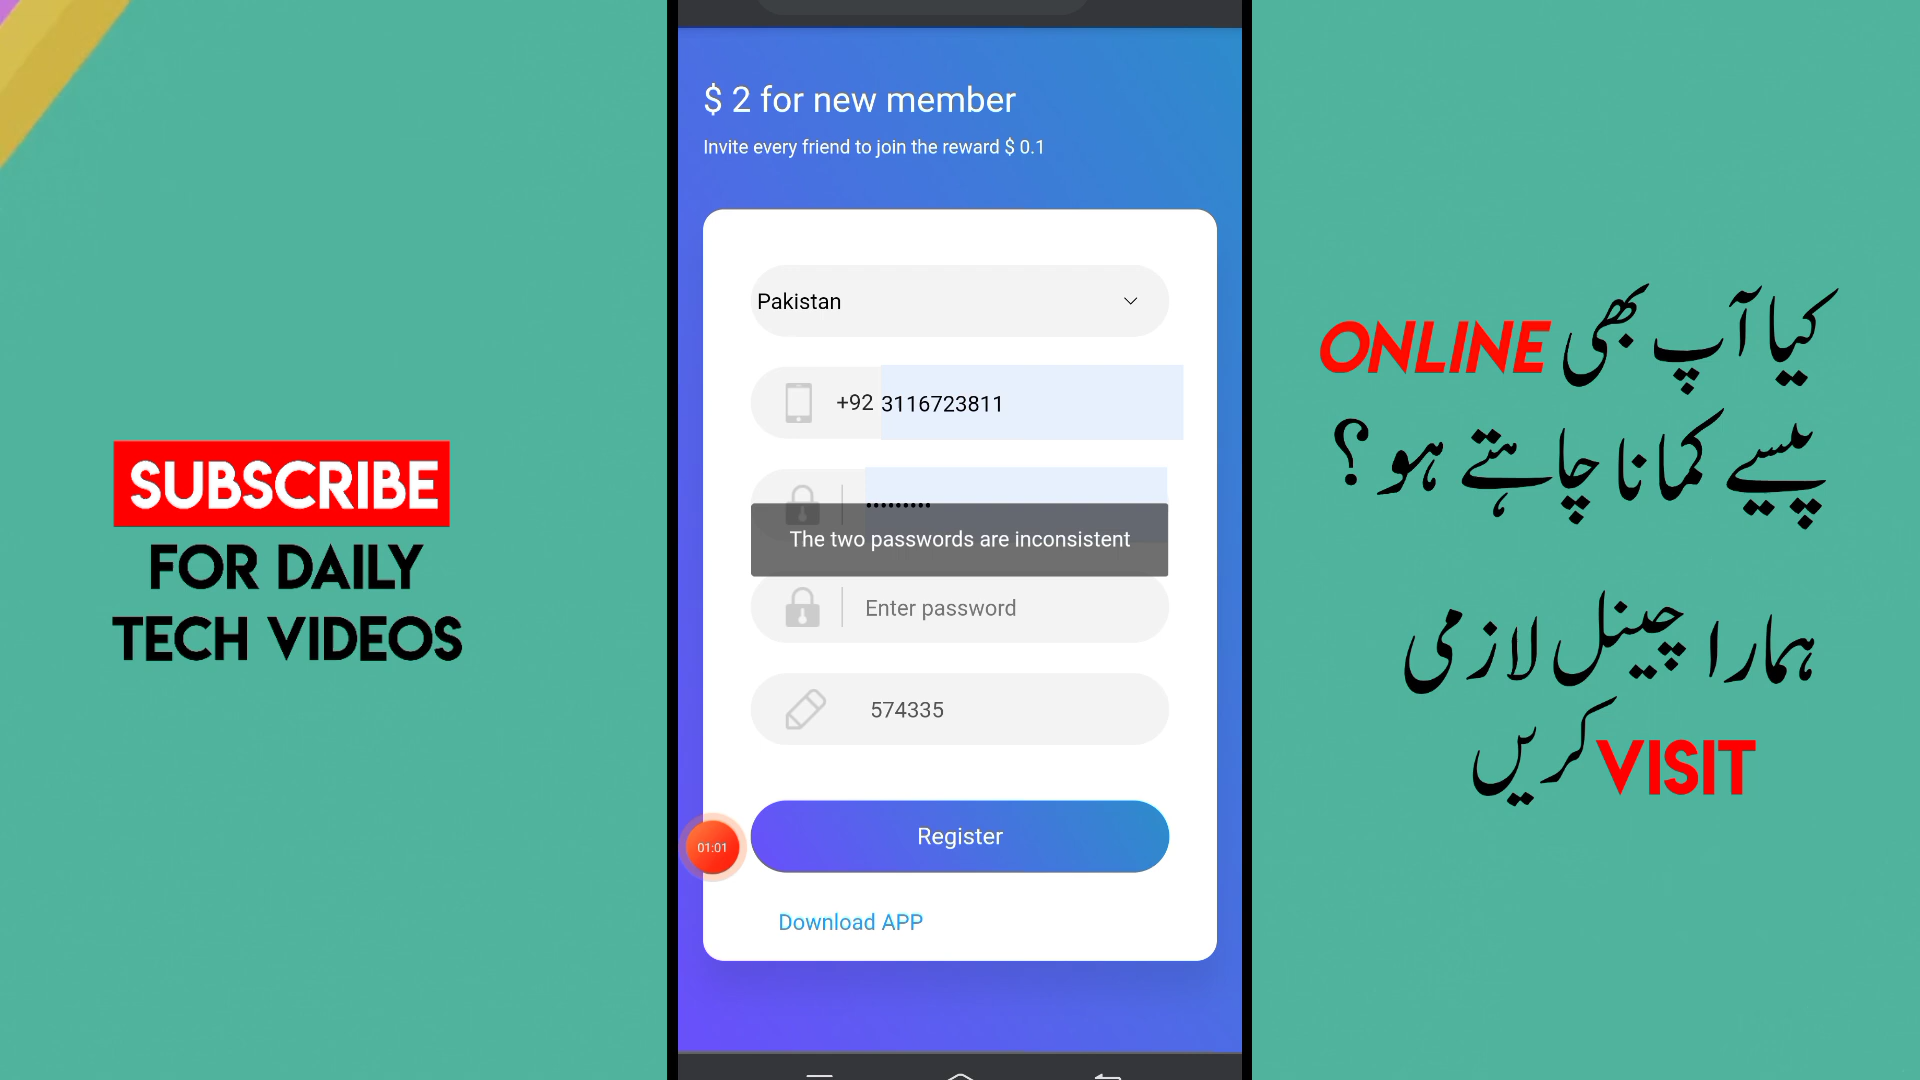 SUBSCRIBE
FOR DAILY
TECH VIDEOS
$ 2 for new member
Invite every friend to join the reward $ 0.1
Pakistan
+92 3116723811
•••••••••
The two passwords are inconsistent
Enter password
574335
Register
01:01
Download APP
کیا آپ بھی ONLINE
پیسے کمانا چاہتے ہو ؟
ہمارا چینل لازمی
VISIT کریں